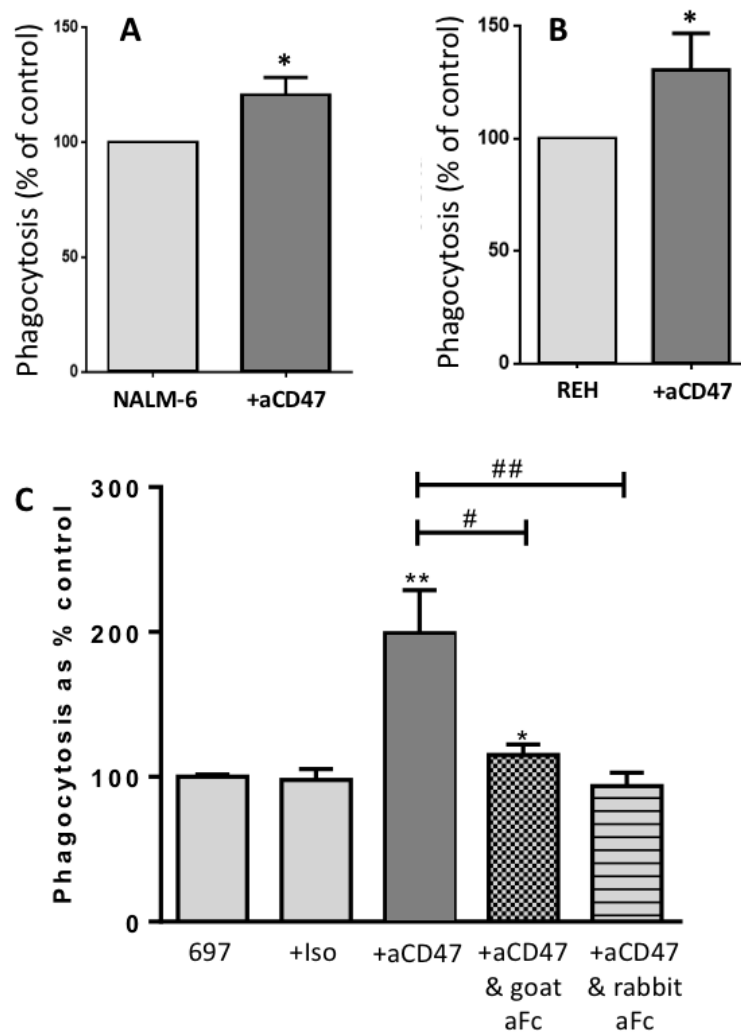 A
Phagocytosis (% of control)
150
100
50
0
*
NALM-6
+aCD47
B
Phagocytosis (% of control)
150
100
50
0
*
REH
+aCD47
C
Phagocytosis as % control
300
200
100
0
##
#
**
*
697
+Iso
+aCD47
+aCD47
& goat
aFc
+aCD47
& rabbit
aFc